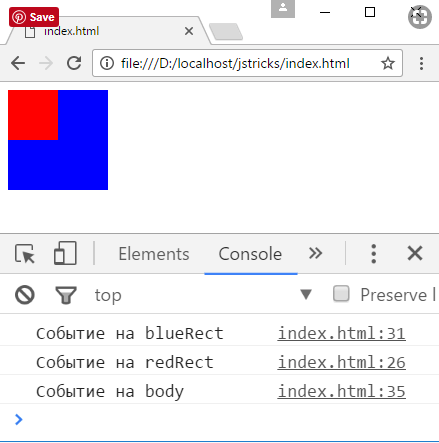 Save
index.html
file:///D:/localhost/jstricks/index.html
Elements Console
top Preserve l
Событие на blueRect index.html:31
Событие на redRect index.html:26
Событие на body index.html:35